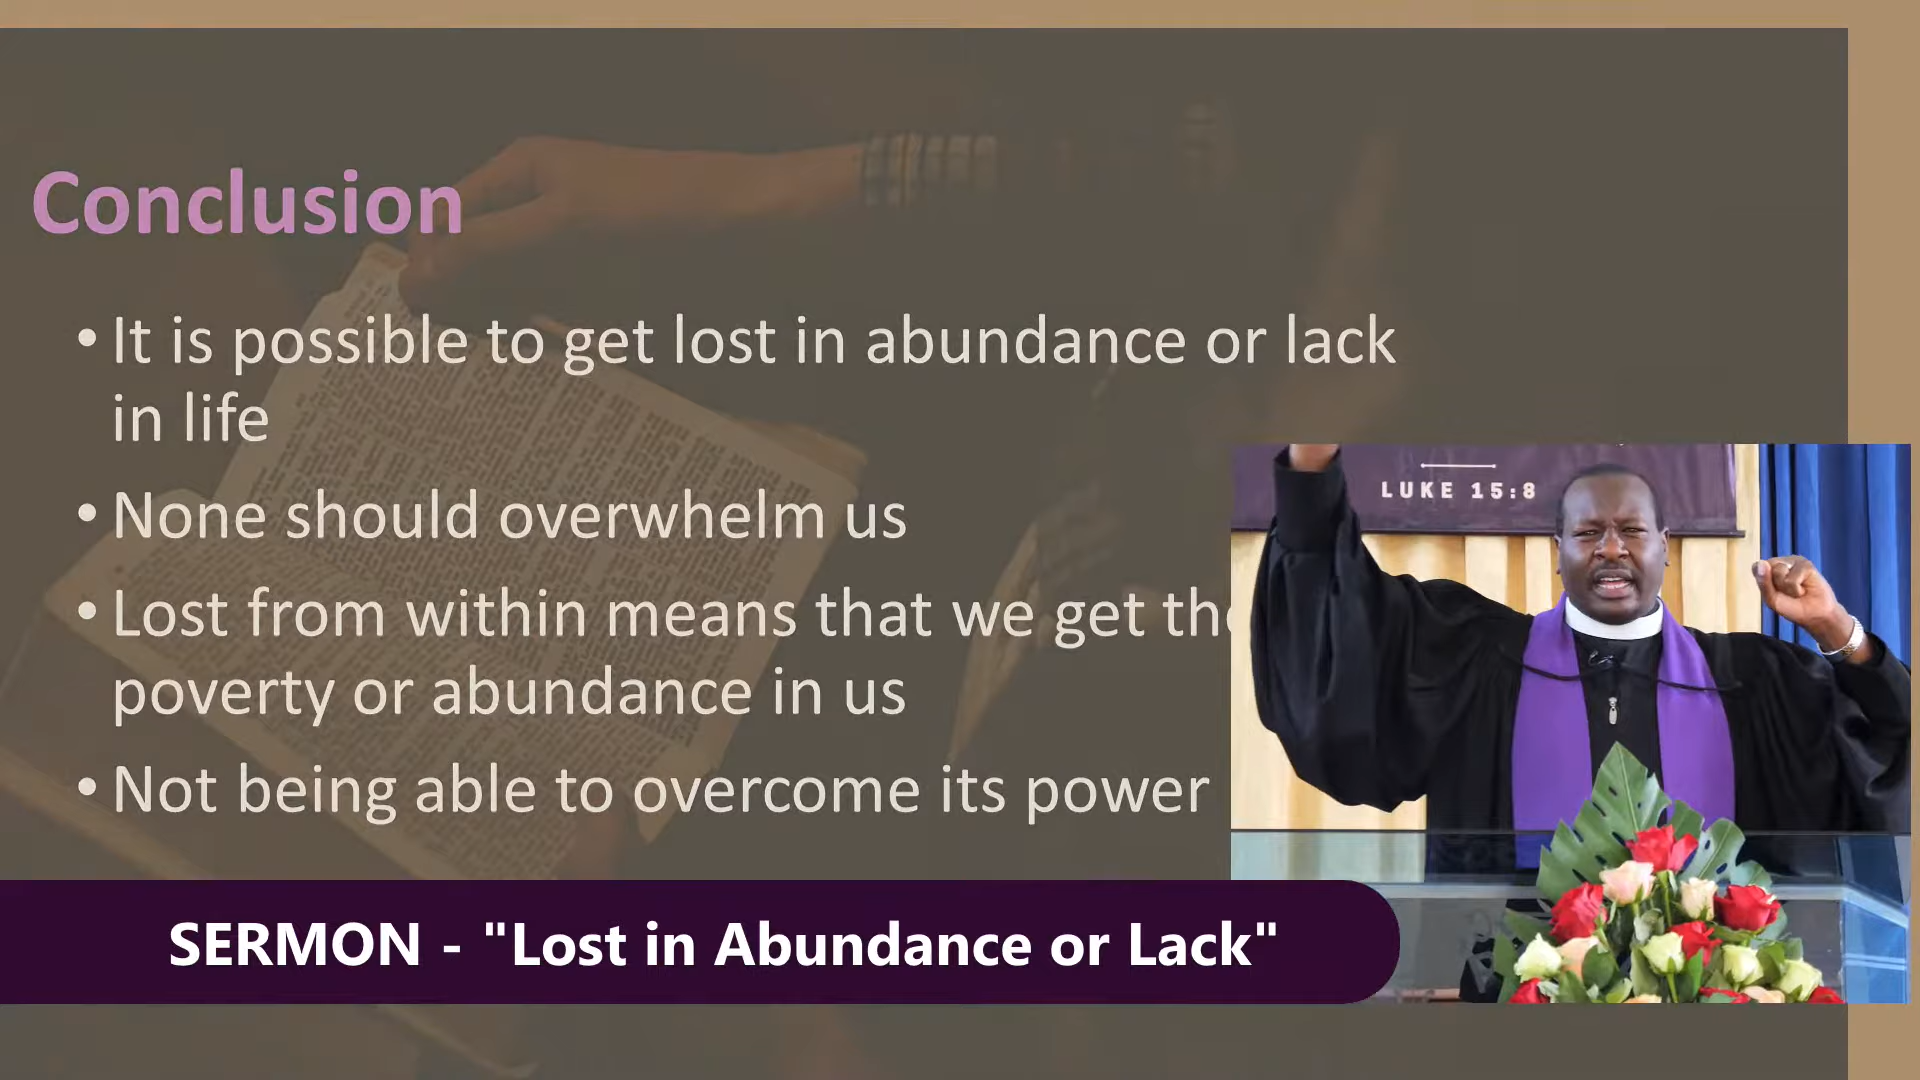 Conclusion
• It is possible to get lost in abundance or lack
in life
• None should overwhelm us
• Lost from within means that we get
poverty or abundance in us
• Not being able to overcome its power
LUKE 15:8
SERMON - "Lost in Abundance or Lack"